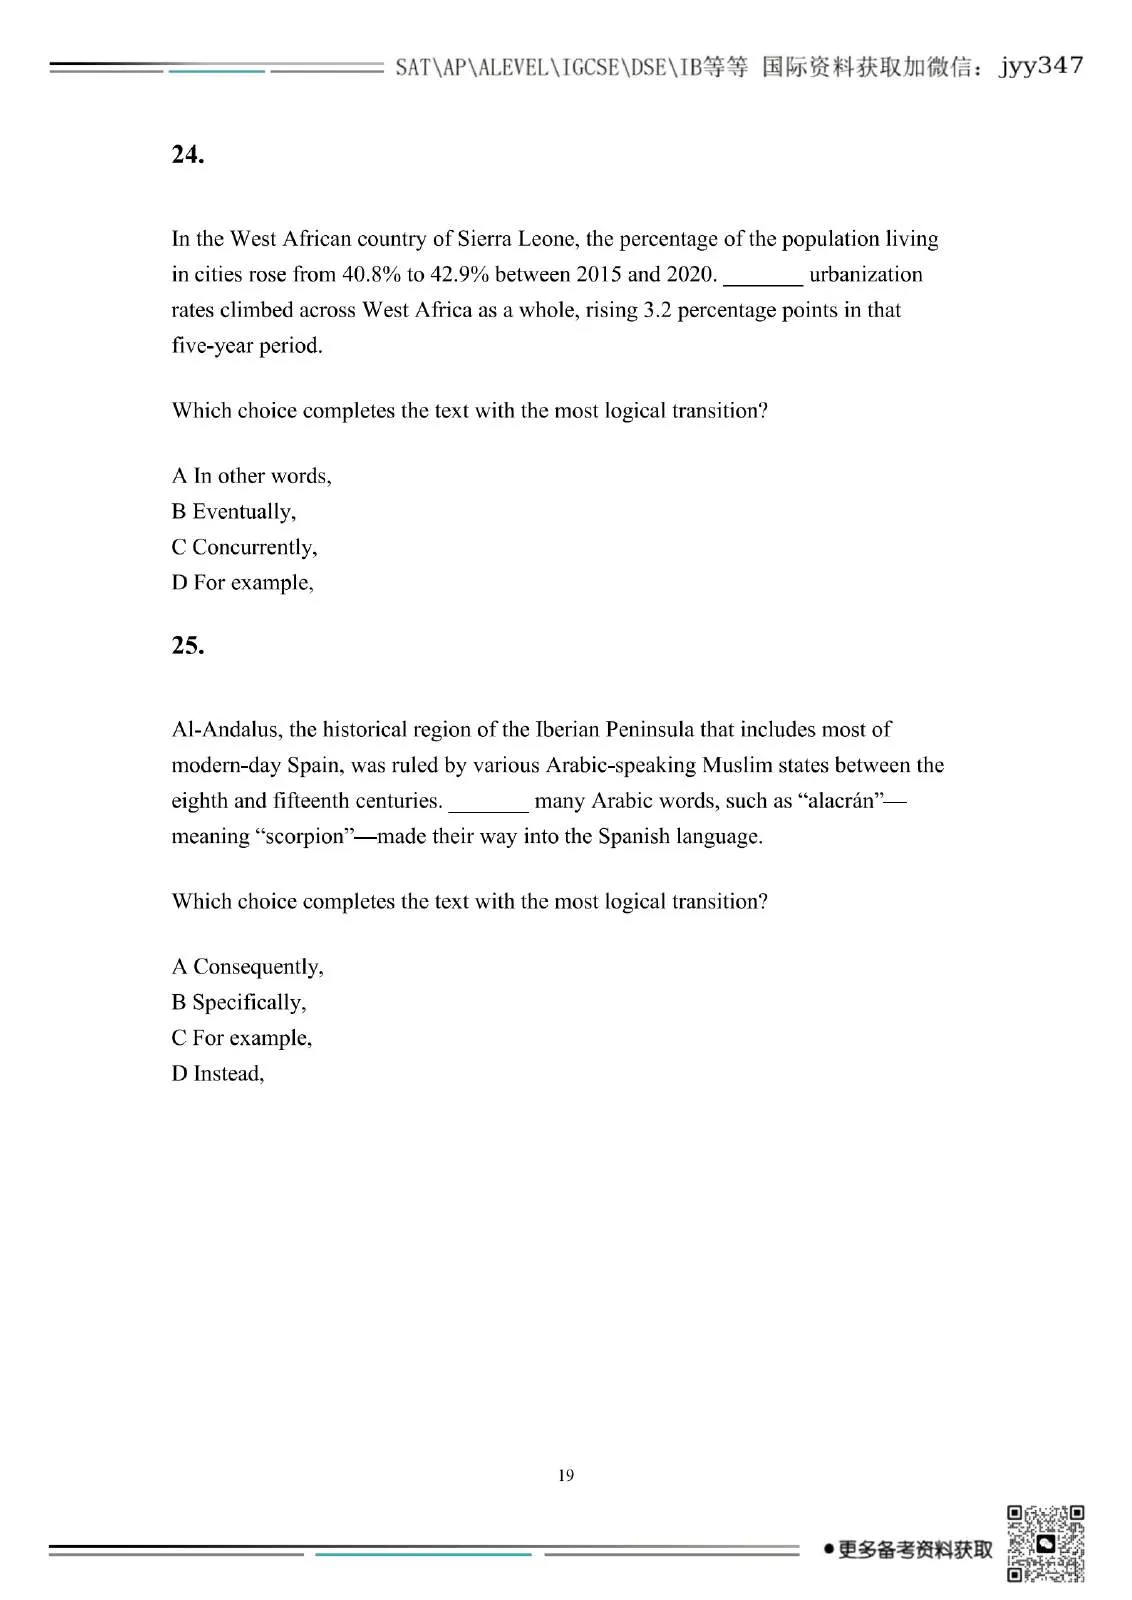 SAT\AP\ALEVEL\IGCSE\DSE\IB等等 国际资料获取加微信：jyy347
24.
In the West African country of Sierra Leone, the percentage of the population living
in cities rose from 40.8% to 42.9% between 2015 and 2020. _______ urbanization
rates climbed across West Africa as a whole, rising 3.2 percentage points in that
five-year period.
Which choice completes the text with the most logical transition?
A In other words,
B Eventually,
C Concurrently,
D For example,
25.
Al-Andalus, the historical region of the Iberian Peninsula that includes most of
modern-day Spain, was ruled by various Arabic-speaking Muslim states between the
eighth and fifteenth centuries. _______ many Arabic words, such as “alacrán”—
meaning “scorpion”—made their way into the Spanish language.
Which choice completes the text with the most logical transition?
A Consequently,
B Specifically,
C For example,
D Instead,
19
●更多备考资料获取